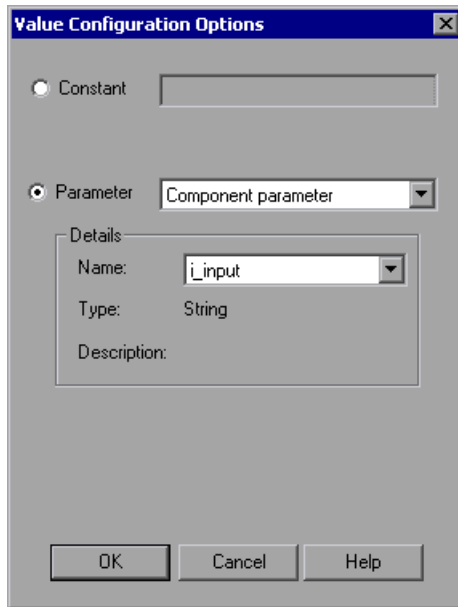 Value Configuration Options
Constant
Parameter Component parameter
Details
Name: i_input
Type: String
Description:
OK Cancel Help